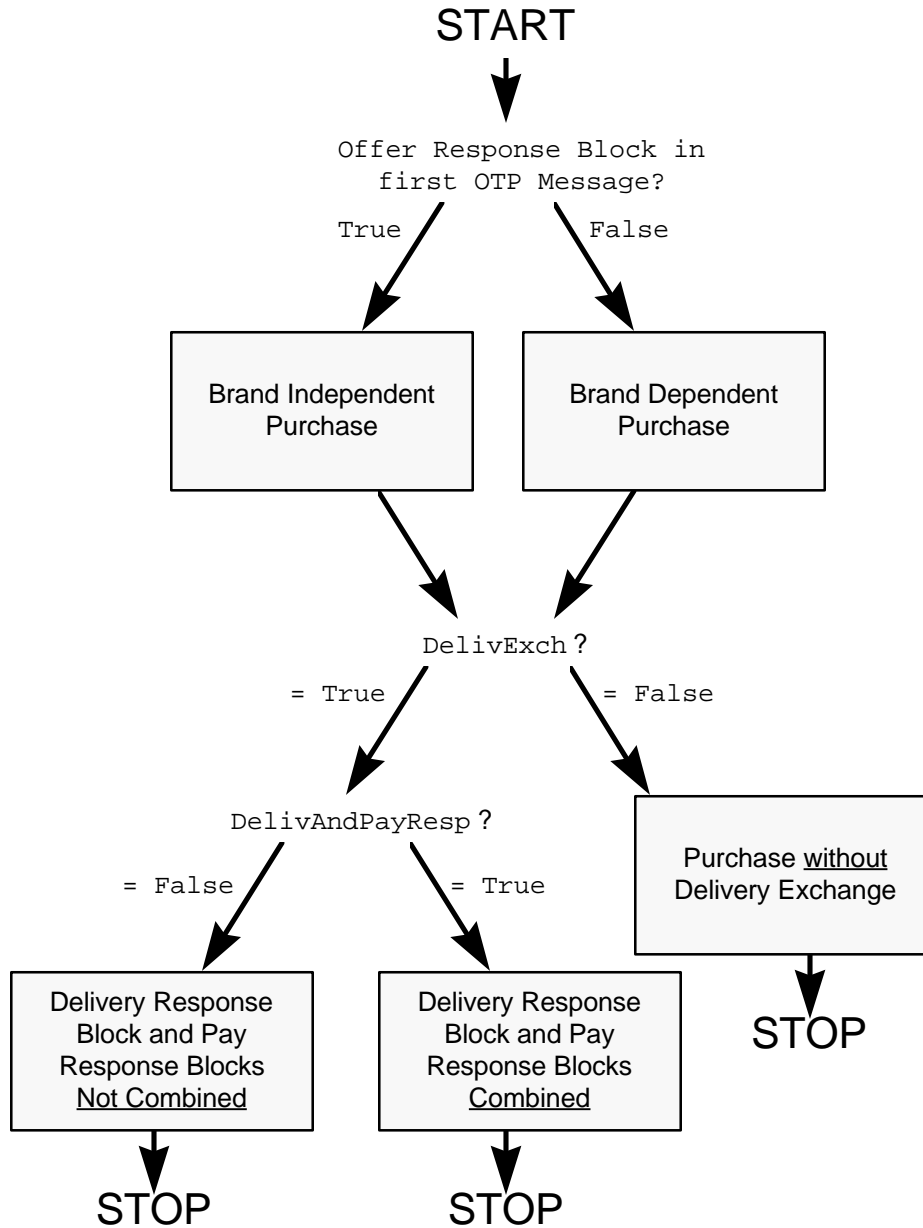 START
Offer Response Block in
first OTP Message?
True
False
Brand Independent
Purchase
Brand Dependent
Purchase
DelivExch ?
= True
= False
DelivAndPayResp ?
= False
= True
Purchase without
Delivery Exchange
STOP
Delivery Response
Block and Pay
Response Blocks
Not Combined
Delivery Response
Block and Pay
Response Blocks
Combined
STOP
STOP